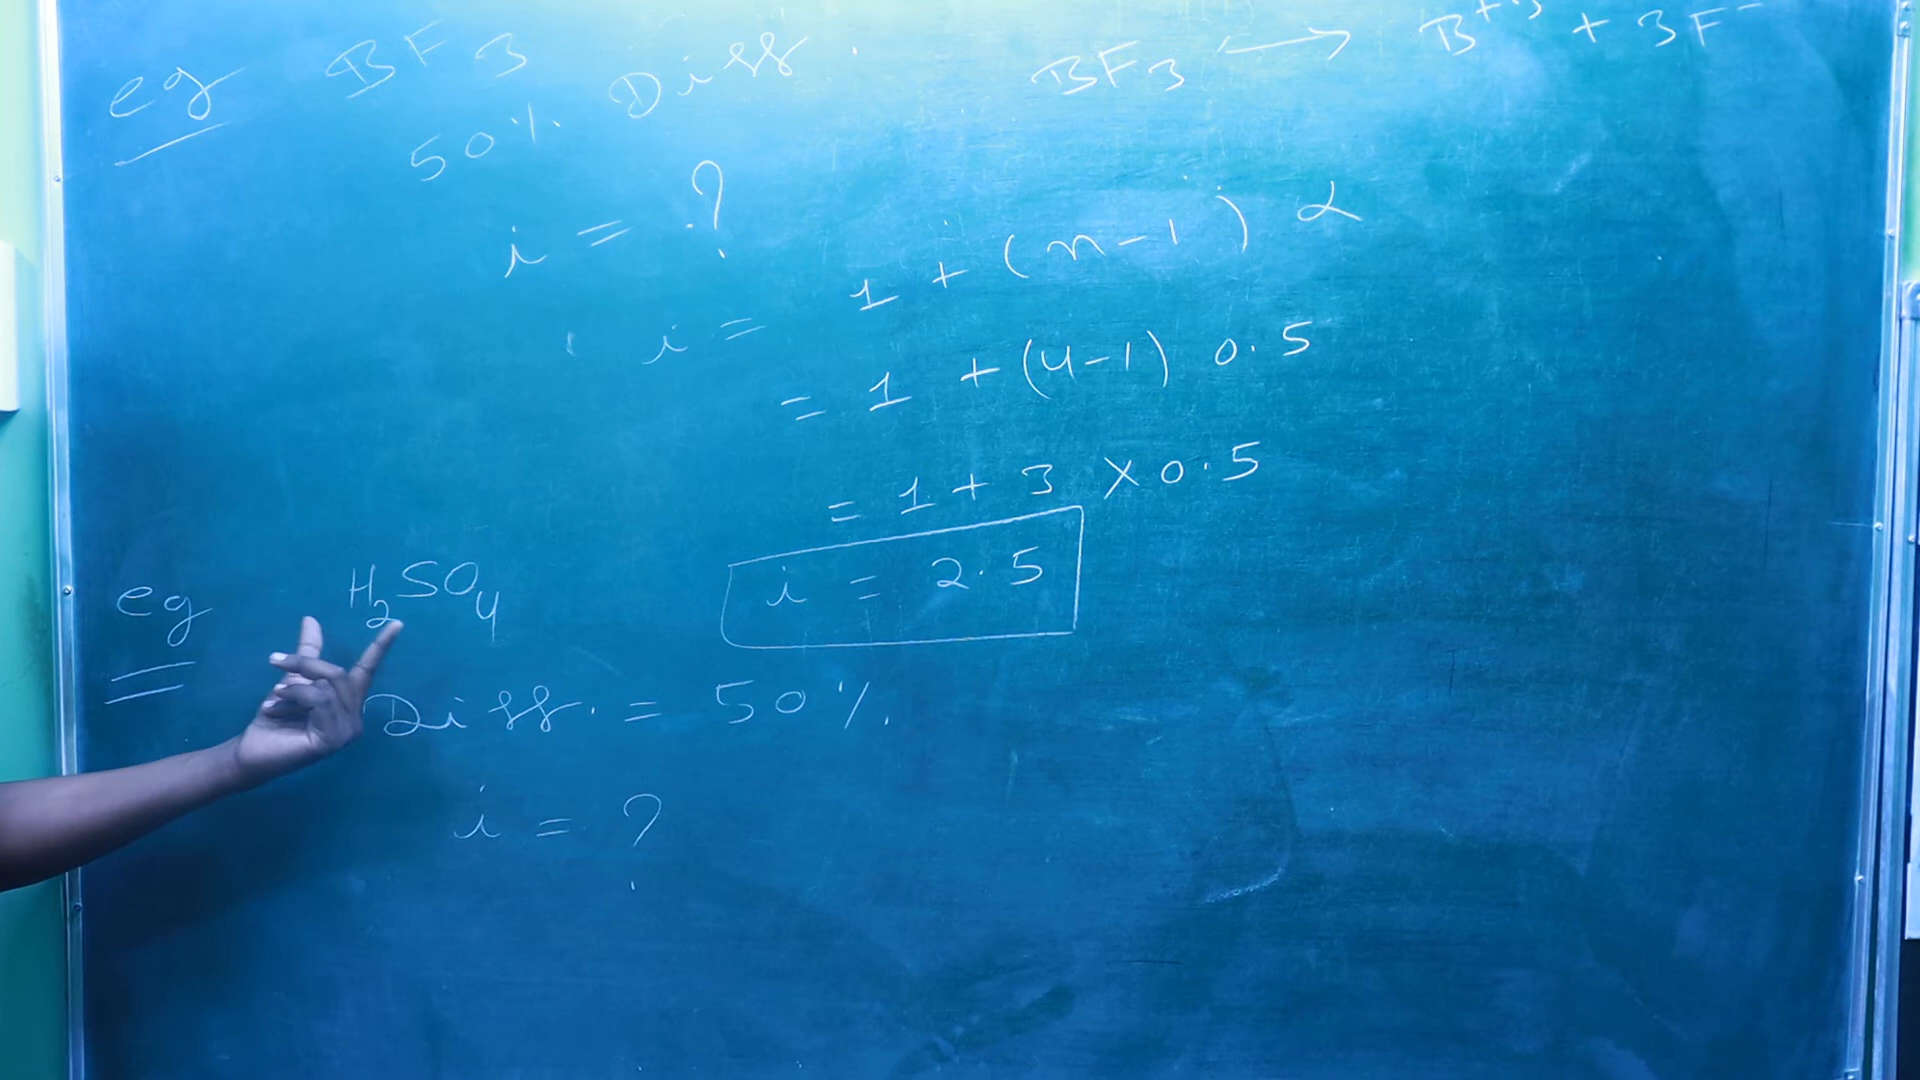 eg BF3 50% Diss. BF3 → B+3 + 3F-
i = ?
i = 1 + (n-1) α
= 1 + (4-1) 0.5
= 1 + 3 × 0.5
i = 2.5
eg H2SO4
Diss. = 50%.
i = ?